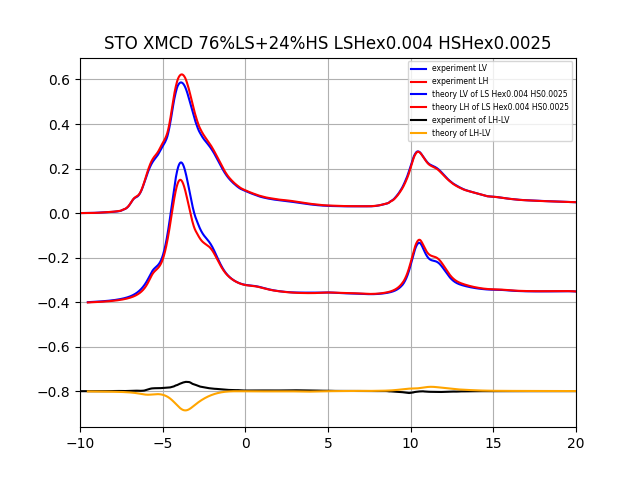 STO XMCD 76%LS+24%HS LSHex0.004 HSHex0.0025
experiment LV
experiment LH
theory LV of LS Hex0.004 HS0.0025
theory LH of LS Hex0.004 HS0.0025
experiment of LH-LV
theory of LH-LV
0.6
0.4
0.2
0.0
−0.2
−0.4
−0.6
−0.8
−10 −5 0 5 10 15 20